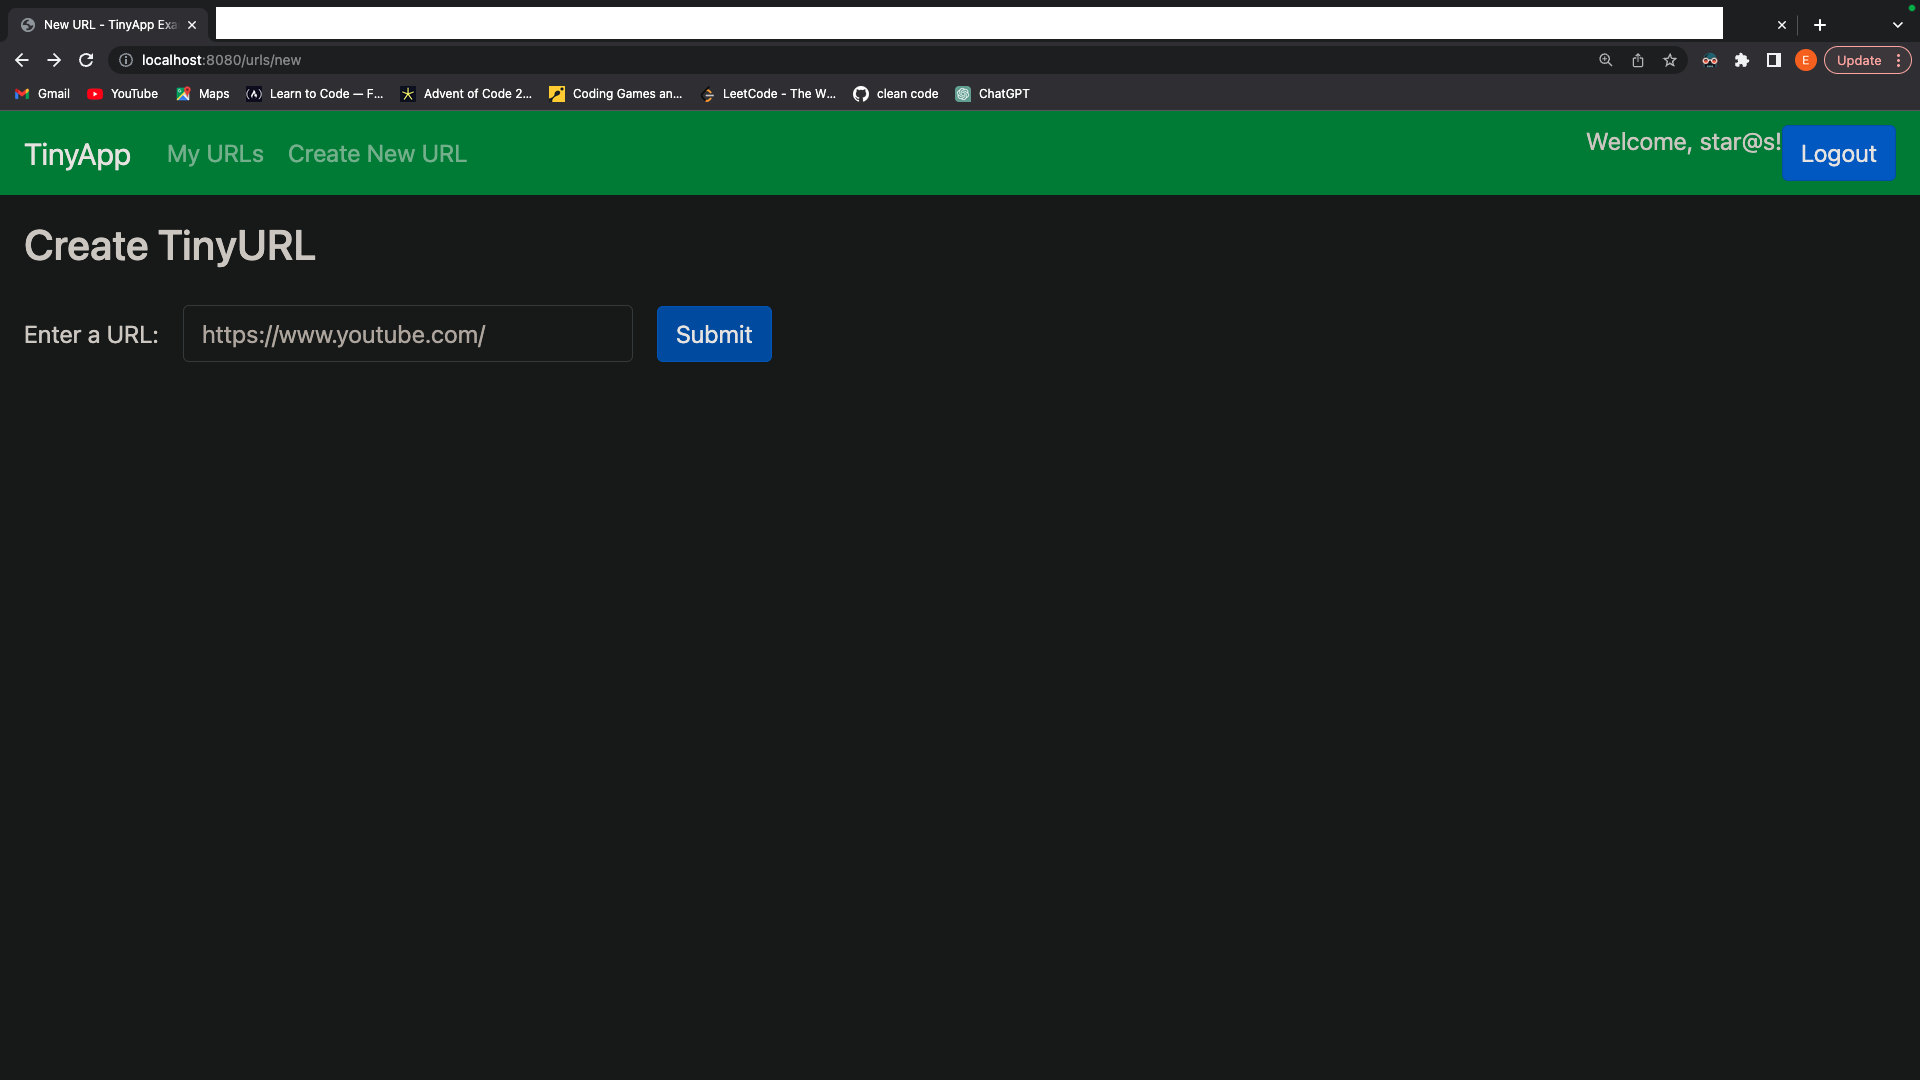 New URL - TinyApp Exa
localhost:8080/urls/new
E
Update
Gmail YouTube Maps Learn to Code — F... Advent of Code 2... Coding Games an... LeetCode - The W... clean code ChatGPT
TinyApp My URLs Create New URL Welcome, star@s! Logout
Create TinyURL
Enter a URL: https://www.youtube.com/ Submit